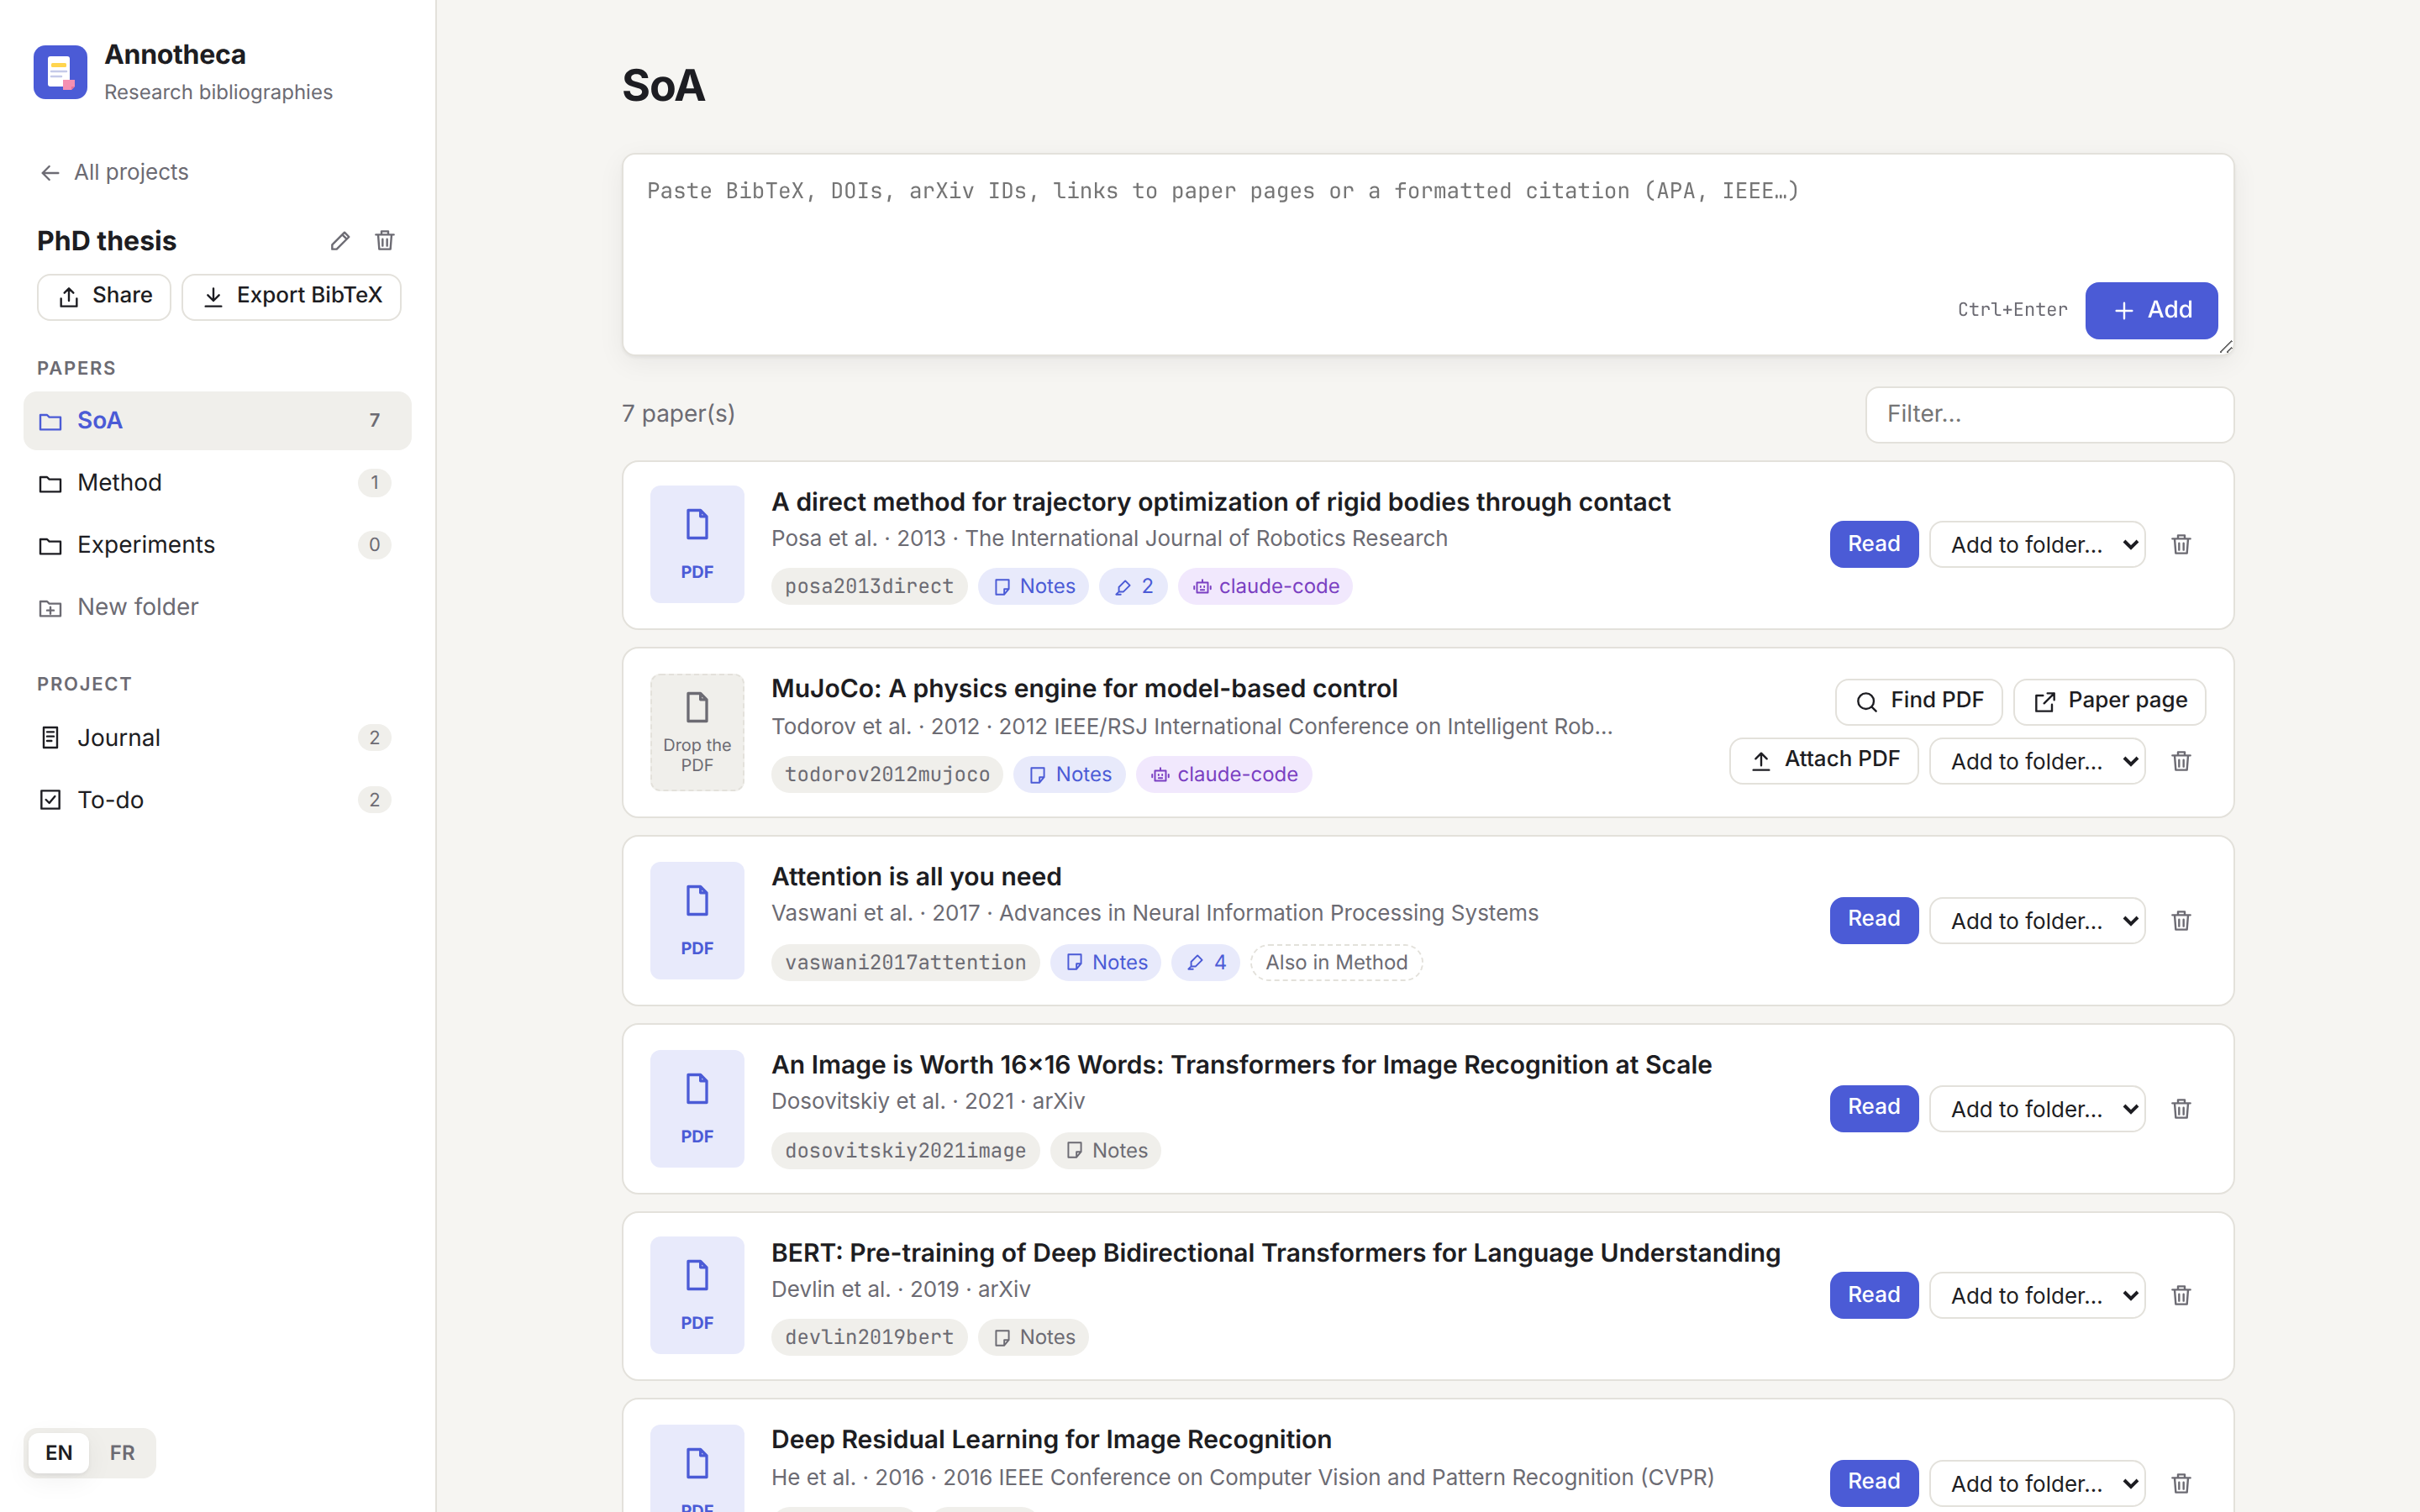 Annotheca
Research bibliographies
All projects
PhD thesis
Share
Export BibTeX
PAPERS
SoA 7
Method 1
Experiments 0
New folder
PROJECT
Journal 2
To-do 2
EN FR
SoA
Paste BibTeX, DOIs, arXiv IDs, links to paper pages or a formatted citation (APA, IEEE…)
Ctrl+Enter
Add
7 paper(s)
Filter...
PDF
A direct method for trajectory optimization of rigid bodies through contact
Posa et al. · 2013 · The International Journal of Robotics Research
posa2013direct Notes 2 claude-code
Read Add to folder...
Drop the
PDF
MuJoCo: A physics engine for model-based control
Todorov et al. · 2012 · 2012 IEEE/RSJ International Conference on Intelligent Rob...
todorov2012mujoco Notes claude-code
Find PDF Paper page
Attach PDF Add to folder...
PDF
Attention is all you need
Vaswani et al. · 2017 · Advances in Neural Information Processing Systems
vaswani2017attention Notes 4 Also in Method
Read Add to folder...
PDF
An Image is Worth 16×16 Words: Transformers for Image Recognition at Scale
Dosovitskiy et al. · 2021 · arXiv
dosovitskiy2021image Notes
Read Add to folder...
PDF
BERT: Pre-training of Deep Bidirectional Transformers for Language Understanding
Devlin et al. · 2019 · arXiv
devlin2019bert Notes
Read Add to folder...
PDF
Deep Residual Learning for Image Recognition
He et al. · 2016 · 2016 IEEE Conference on Computer Vision and Pattern Recognition (CVPR)
Read Add to folder...